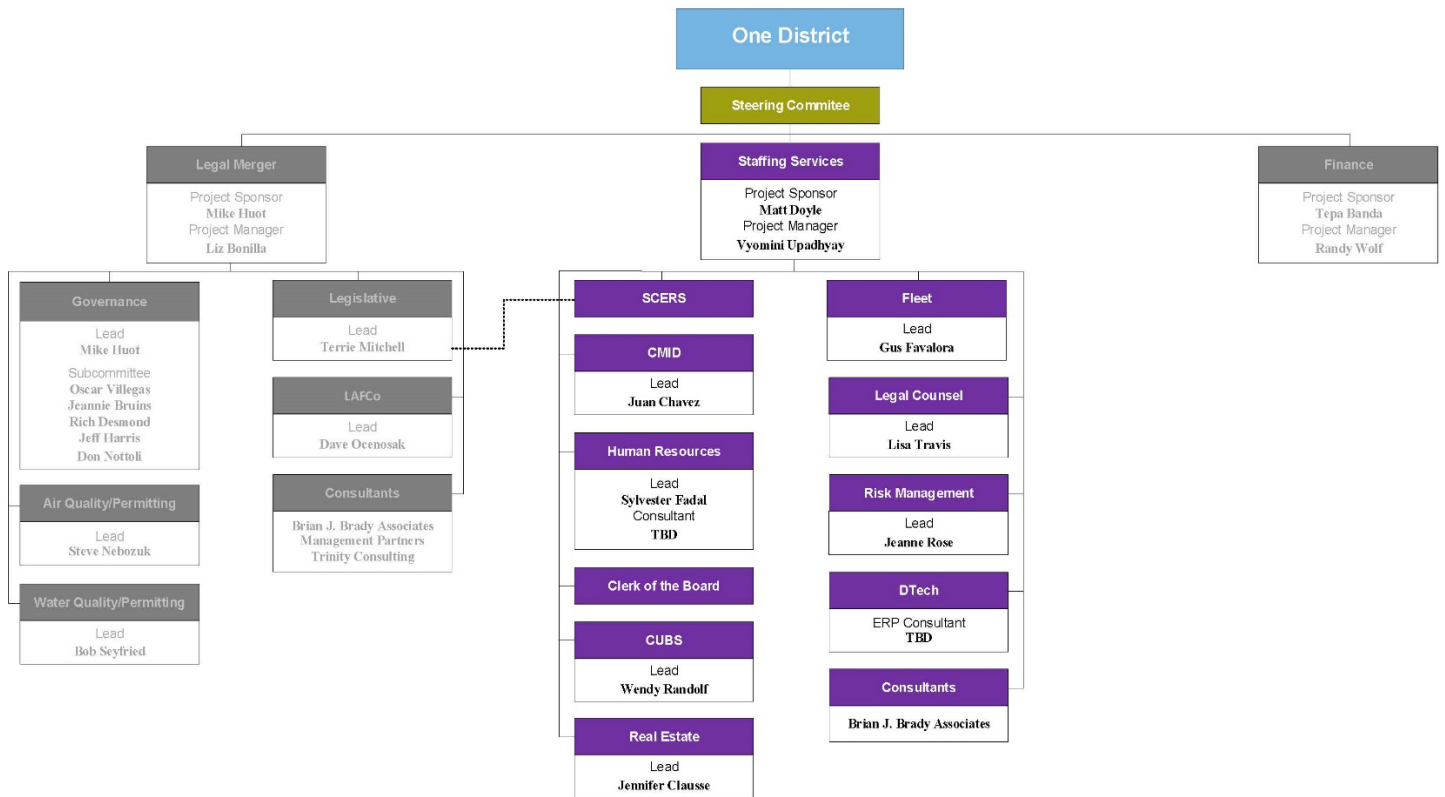 One District
Steering Commitee
Legal Merger
Project Sponsor
Mike Huot
Project Manager
Liz Bonilla
Staffing Services
Project Sponsor
Matt Doyle
Project Manager
Vyomini Upadhyay
Finance
Project Sponsor
Tepa Banda
Project Manager
Randy Wolf
Governance
Lead
Mike Huot
Subcommittee
Oscar Villegas
Jeannie Bruins
Rich Desmond
Jeff Harris
Don Nottoli
Air Quality/Permitting
Lead
Steve Nebozuk
Water Quality/Permitting
Lead
Bob Seyfried
Legislative
Lead
Terrie Mitchell
LAFCo
Lead
Dave Ocenosak
Consultants
Brian J. Brady Associates
Management Partners
Trinity Consulting
SCERS
CMID
Lead
Juan Chavez
Human Resources
Lead
Sylvester Fadal
Consultant
TBD
Clerk of the Board
CUBS
Lead
Wendy Randolf
Real Estate
Lead
Jennifer Clausse
Fleet
Lead
Gus Favalora
Legal Counsel
Lead
Lisa Travis
Risk Management
Lead
Jeanne Rose
DTech
ERP Consultant
TBD
Consultants
Brian J. Brady Associates